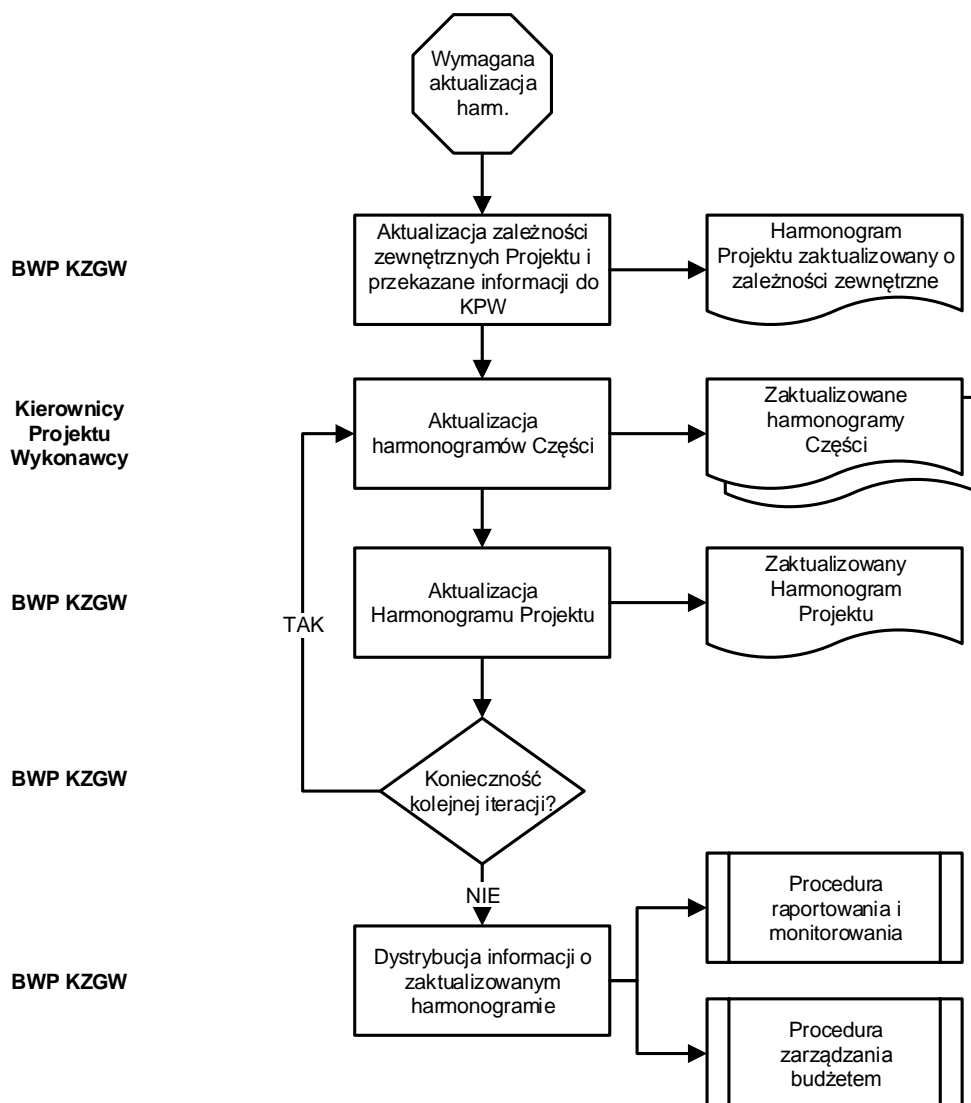 Wymagana
aktualizacja
harm.
BWP KZGW
Aktualizacja zależności
zewnętrznych Projektu i
przekazane informacji do
KPW
Harmonogram
Projektu zaktualizowany o
zależności zewnętrzne
Kierownicy
Projektu
Wykonawcy
Aktualizacja
harmonogramów Części
Zaktualizowane
harmonogramy
Części
BWP KZGW
Aktualizacja
Harmonogramu Projektu
Zaktualizowany
Harmonogram
Projektu
TAK
BWP KZGW
Konieczność
kolejnej iteracji?
NIE
BWP KZGW
Dystrybucja informacji o
zaktualizowanym
harmonogramie
Procedura
raportowania i
monitorowania
Procedura
zarządzania
budżetem